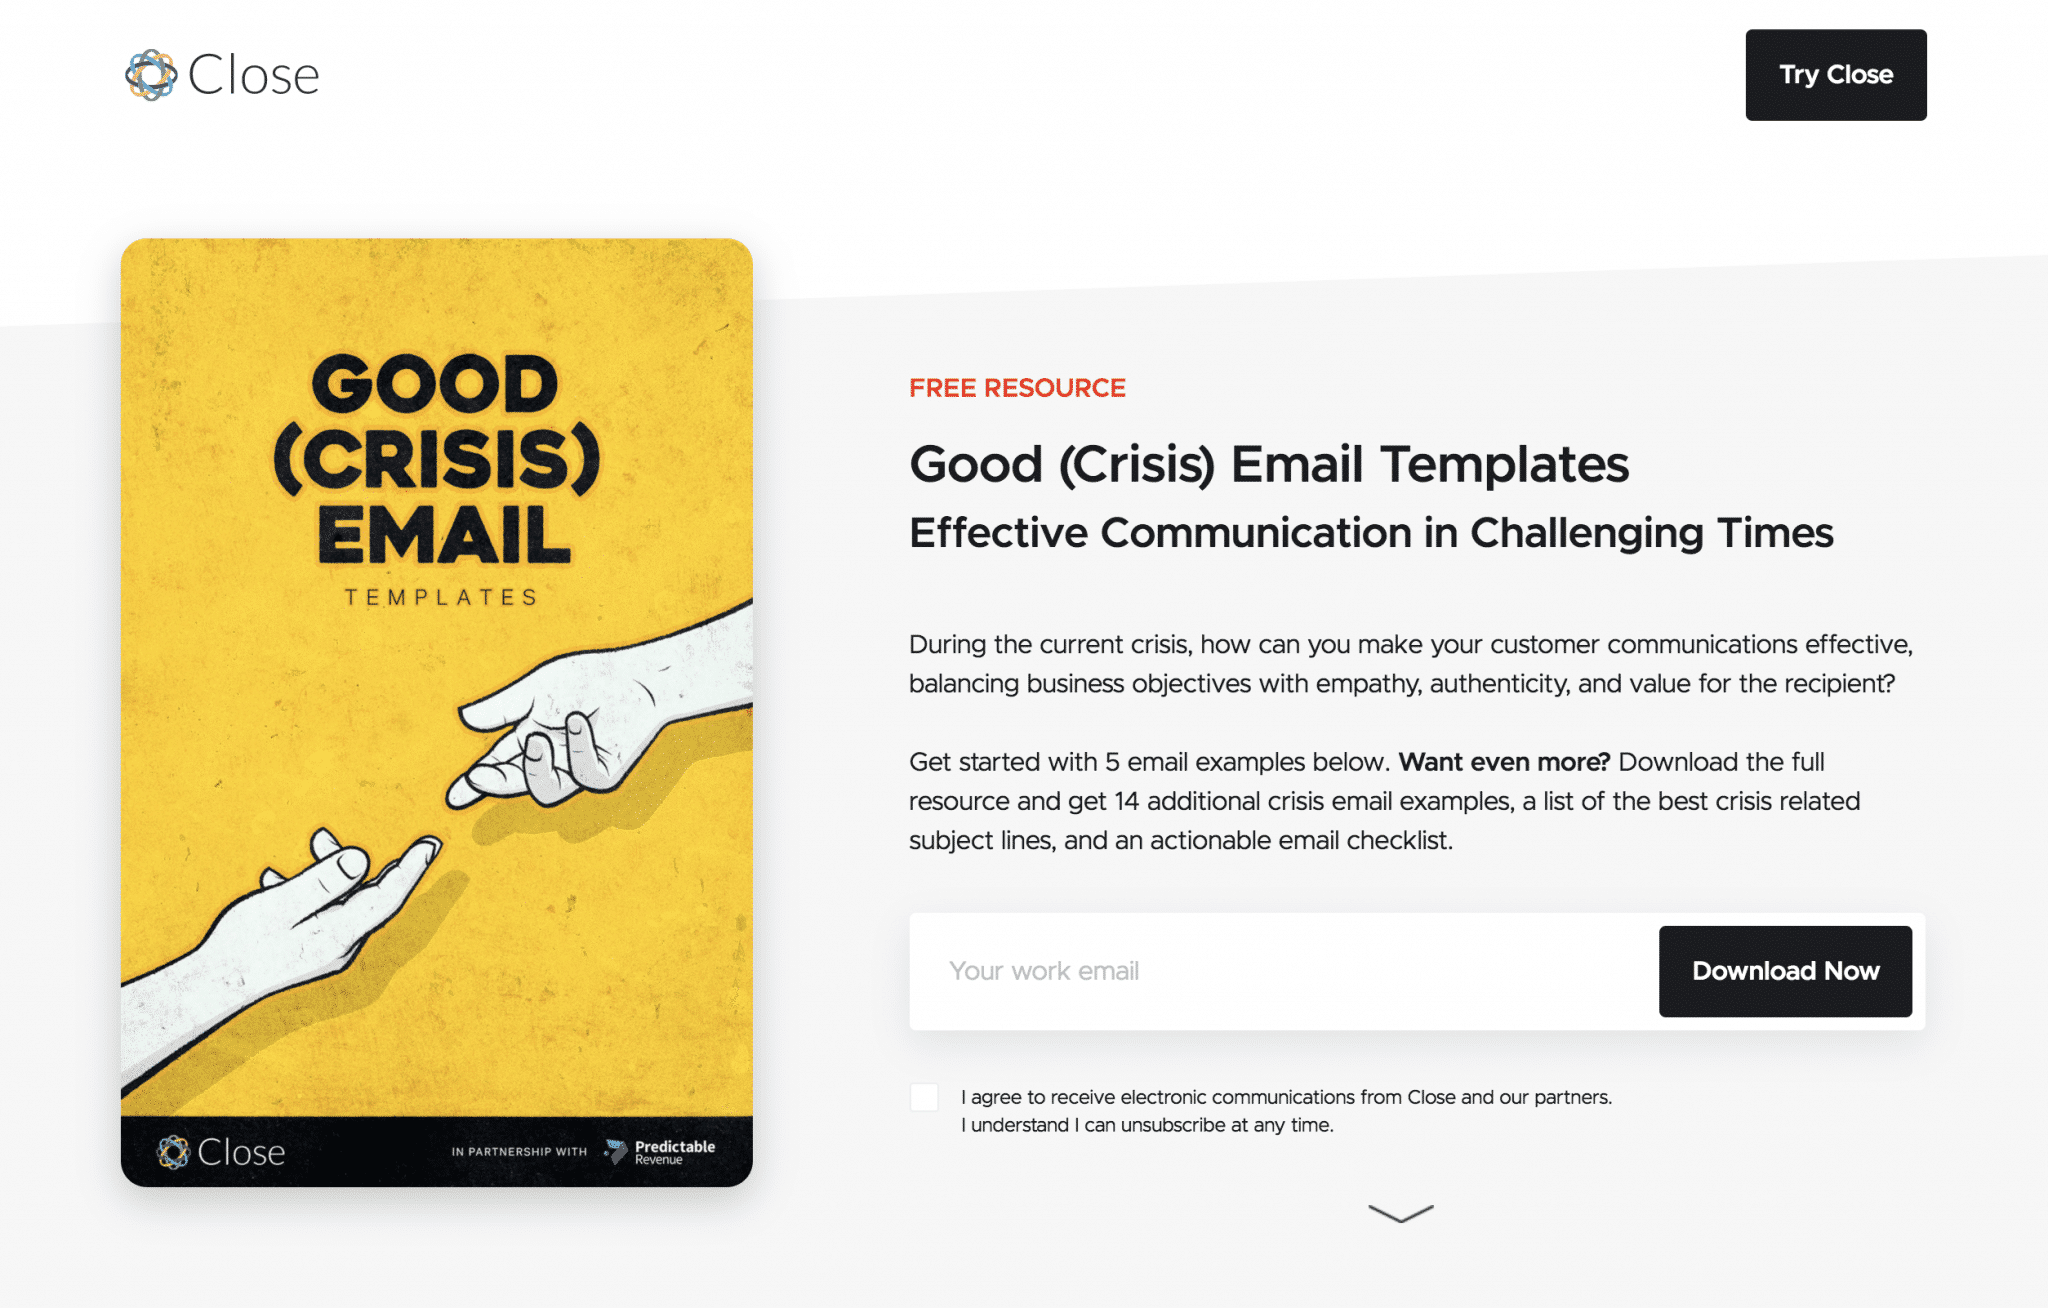 Close
Try Close
GOOD
(CRISIS)
EMAIL
TEMPLATES
Close
IN PARTNERSHIP WITH
Predictable
Revenue
FREE RESOURCE
Good (Crisis) Email Templates
Effective Communication in Challenging Times
During the current crisis, how can you make your customer communications effective,
balancing business objectives with empathy, authenticity, and value for the recipient?
Get started with 5 email examples below. Want even more? Download the full
resource and get 14 additional crisis email examples, a list of the best crisis related
subject lines, and an actionable email checklist.
Your work email
Download Now
I agree to receive electronic communications from Close and our partners.
I understand I can unsubscribe at any time.